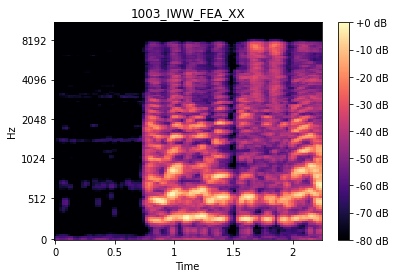 1003_IWW_FEA_XX
8192
4096
2048
1024
512
0
Hz
0
0.5
1
1.5
2
Time
+0 dB
-10 dB
-20 dB
-30 dB
-40 dB
-50 dB
-60 dB
-70 dB
-80 dB